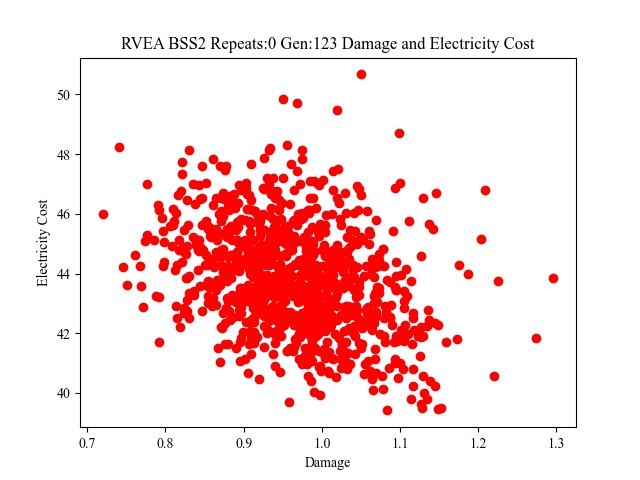 RVEA BSS2 Repeats:0 Gen:123 Damage and Electricity Cost
50
48
46
44
42
40
Electricity Cost
0.7 0.8 0.9 1.0 1.1 1.2 1.3
Damage